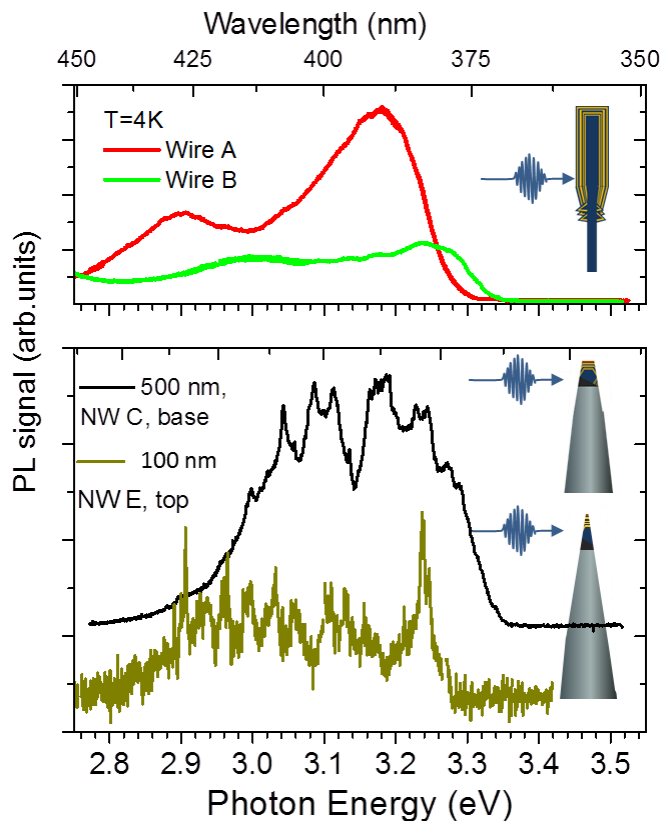 Wavelength (nm)
450 425 400 375 350
T=4K
Wire A
Wire B
PL signal (arb.units)
500 nm,
NW C, base
100 nm
NW E, top
2.8 2.9 3.0 3.1 3.2 3.3 3.4 3.5
Photon Energy (eV)